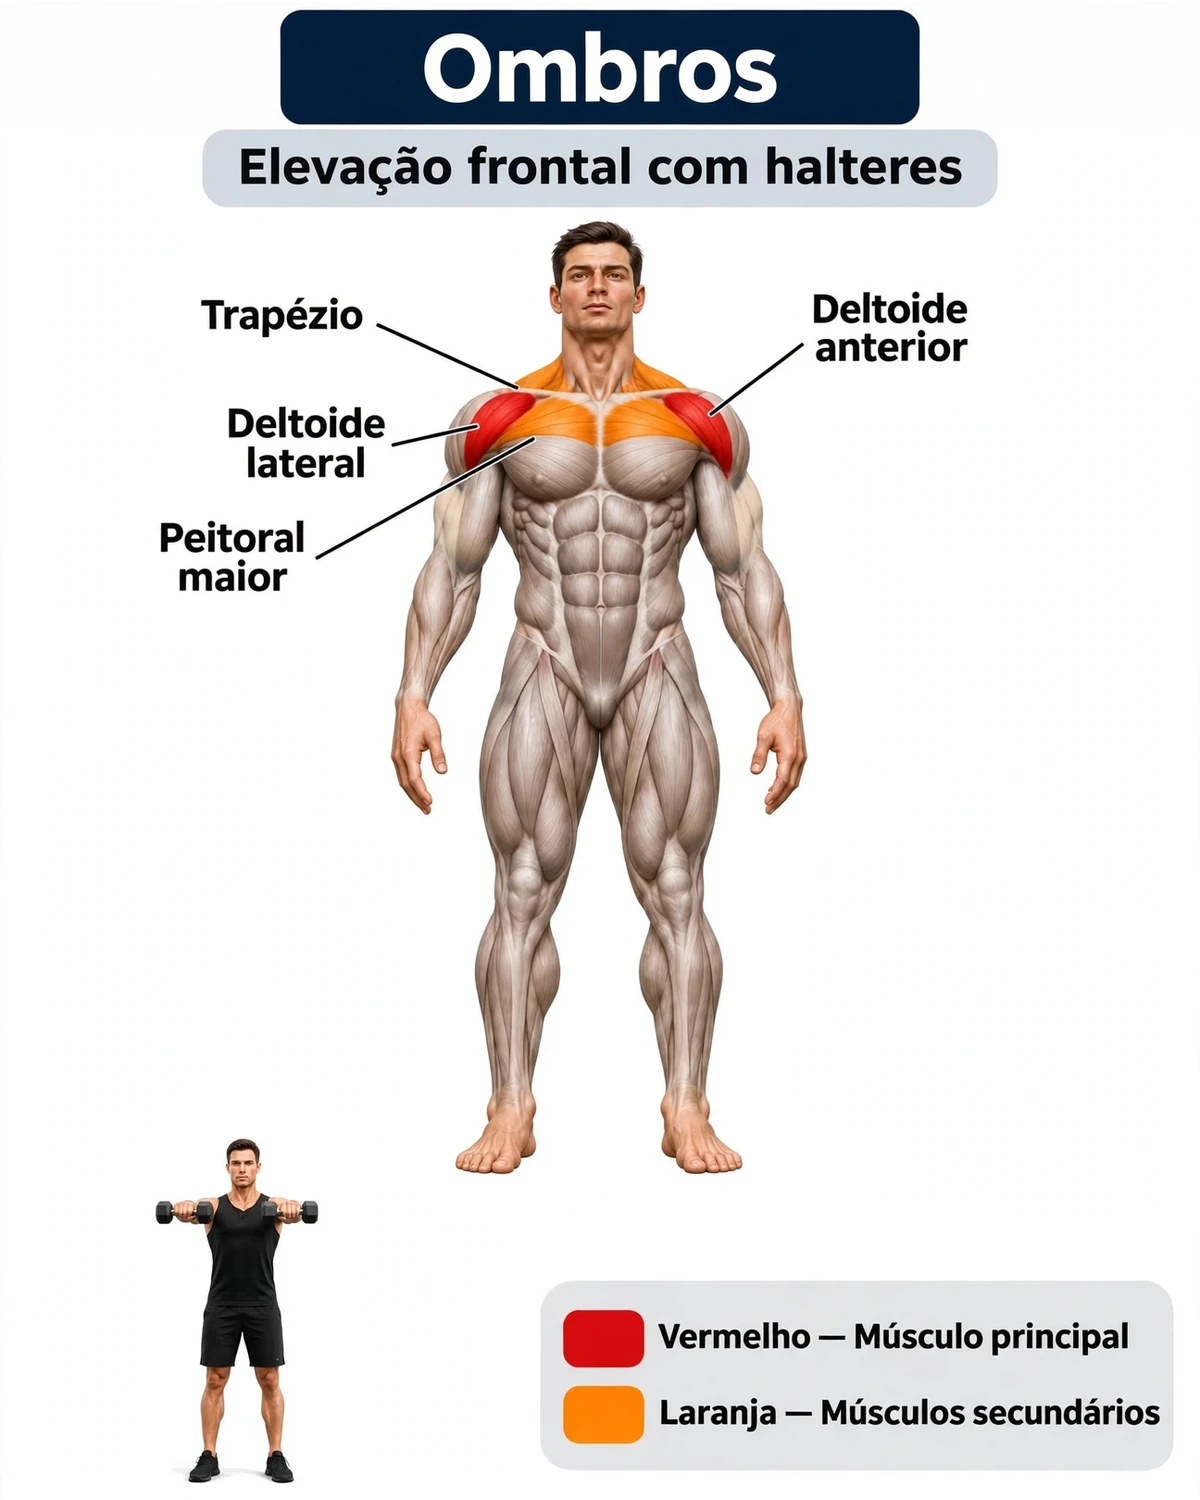 Ombros
Elevação frontal com halteres
Trapézio
Deltoide
anterior
Deltoide
lateral
Peitoral
maior
Vermelho — Músculo principal
Laranja — Músculos secundários